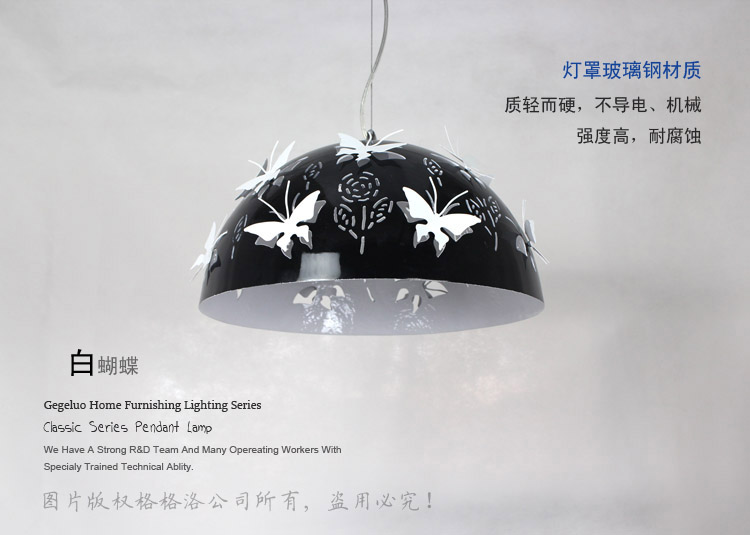 灯罩玻璃钢材质
质轻而硬，不导电、机械
强度高，耐腐蚀
白蝴蝶
Gegeluo Home Furnishing Lighting Series
Classic Series Pendant Lamp
We Have A Strong R&D Team And Many Opereating Workers With
Specialy Trained Technical Ablity.
图片版权格格洛公司所有，盗用必究！